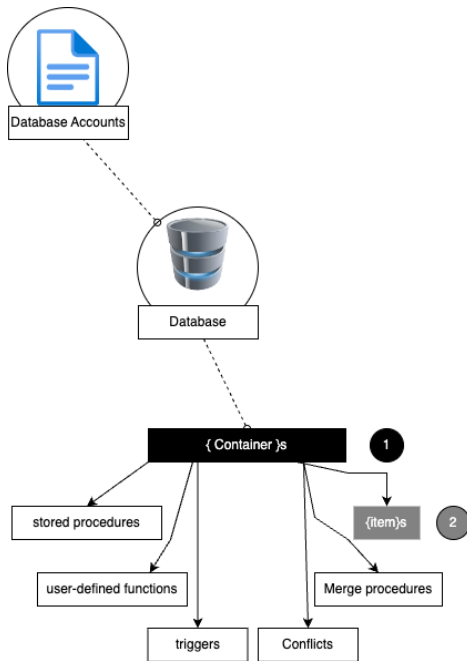 Database Accounts
Database
{ Container }s
1
stored procedures
{item}s
2
user-defined functions
Merge procedures
triggers
Conflicts